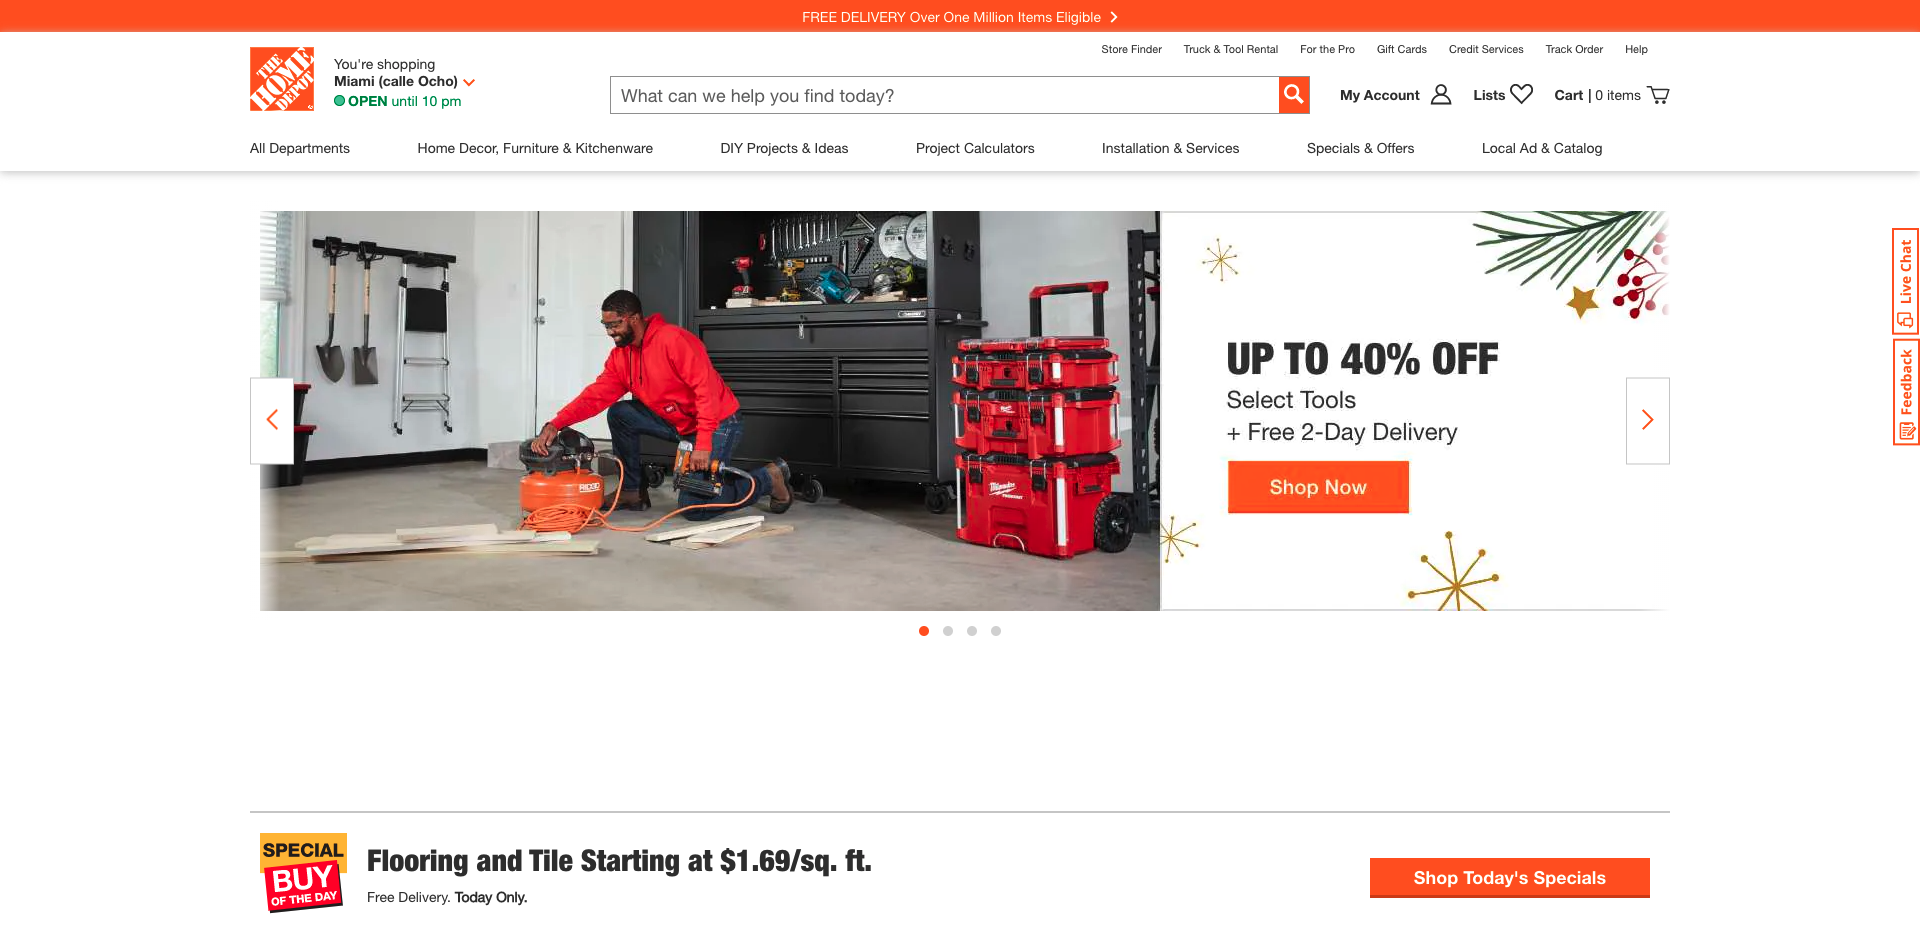 FREE DELIVERY Over One Million Items Eligible
Store Finder
Truck & Tool Rental
For the Pro
Gift Cards
Credit Services
Track Order
Help
THE
HOME
DEPOT
You're shopping
Miami (calle Ocho)
OPEN until 10 pm
What can we help you find today?
My Account
Lists
Cart | 0 items
All Departments
Home Decor, Furniture & Kitchenware
DIY Projects & Ideas
Project Calculators
Installation & Services
Specials & Offers
Local Ad & Catalog
RIDGID
Milwaukee
PACKOUT
UP TO 40% OFF
Select Tools
+ Free 2-Day Delivery
Shop Now
Live Chat
Feedback
SPECIAL
BUY
OF THE DAY
Flooring and Tile Starting at $1.69/sq. ft.
Free Delivery. Today Only.
Shop Today's Specials